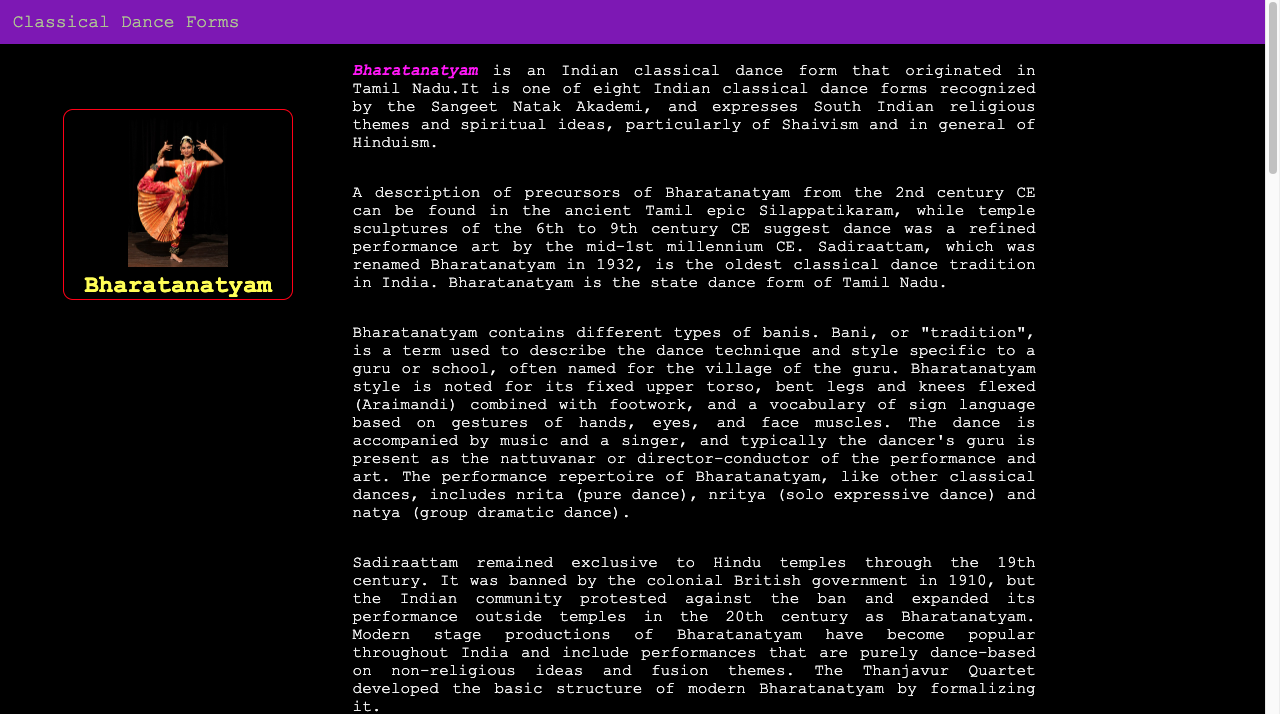 Classical Dance Forms
Bharatanatyam
Bharatanatyam is an Indian classical dance form that originated in
Tamil Nadu.It is one of eight Indian classical dance forms recognized
by the Sangeet Natak Akademi, and expresses South Indian religious
themes and spiritual ideas, particularly of Shaivism and in general of
Hinduism.
A description of precursors of Bharatanatyam from the 2nd century CE
can be found in the ancient Tamil epic Silappatikaram, while temple
sculptures of the 6th to 9th century CE suggest dance was a refined
performance art by the mid-1st millennium CE. Sadiraattam, which was
renamed Bharatanatyam in 1932, is the oldest classical dance tradition
in India. Bharatanatyam is the state dance form of Tamil Nadu.
Bharatanatyam contains different types of banis. Bani, or "tradition",
is a term used to describe the dance technique and style specific to a
guru or school, often named for the village of the guru. Bharatanatyam
style is noted for its fixed upper torso, bent legs and knees flexed
(Araimandi) combined with footwork, and a vocabulary of sign language
based on gestures of hands, eyes, and face muscles. The dance is
accompanied by music and a singer, and typically the dancer's guru is
present as the nattuvanar or director-conductor of the performance and
art. The performance repertoire of Bharatanatyam, like other classical
dances, includes nrita (pure dance), nritya (solo expressive dance) and
natya (group dramatic dance).
Sadiraattam remained exclusive to Hindu temples through the 19th
century. It was banned by the colonial British government in 1910, but
the Indian community protested against the ban and expanded its
performance outside temples in the 20th century as Bharatanatyam.
Modern stage productions of Bharatanatyam have become popular
throughout India and include performances that are purely dance-based
on non-religious ideas and fusion themes. The Thanjavur Quartet
developed the basic structure of modern Bharatanatyam by formalizing
it.